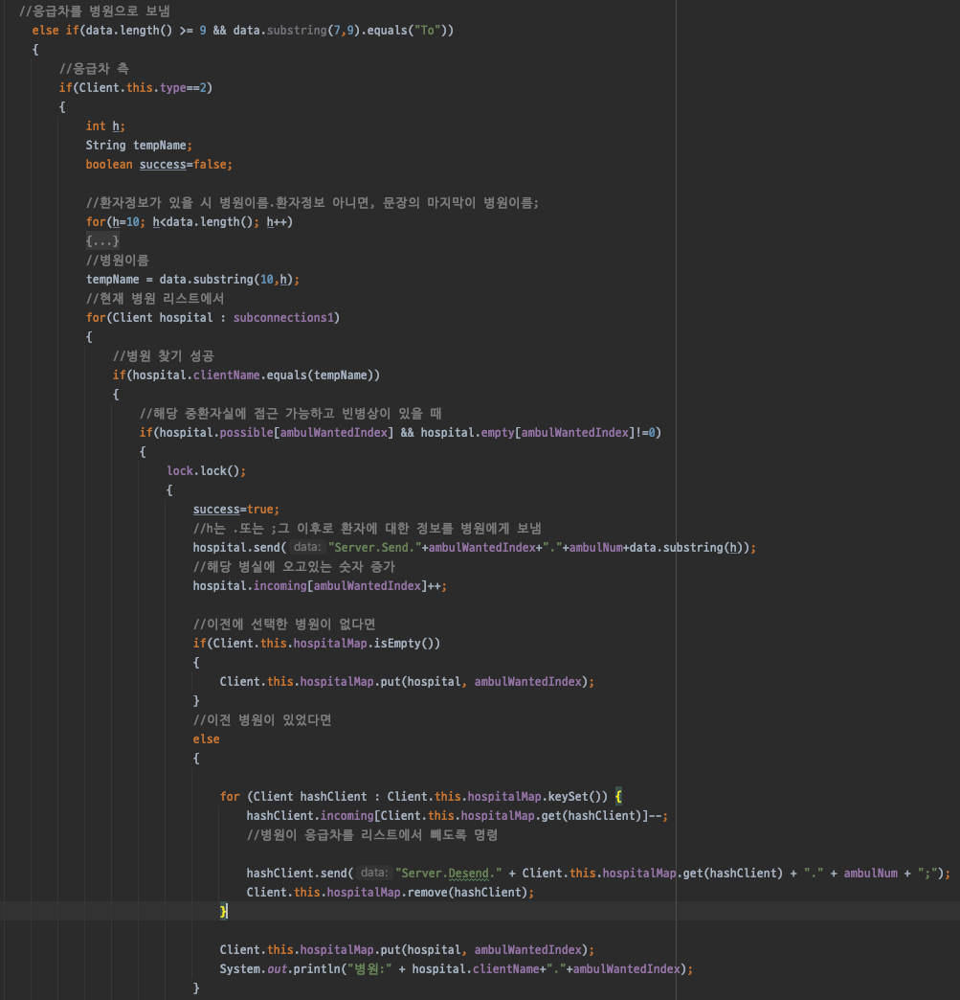 //응급차를 병원으로 보냄
else if(data.length() >= 9 && data.substring(7,9).equals("To"))
{
//응급차 측
if(Client.this.type==2)
{
int h;
String tempName;
boolean success=false;
//환자정보가 있을 시 병원이름.환자정보 아니면, 문장의 마지막이 병원이름;
for(h=10; h<data.length(); h++)
{...}
//병원이름
tempName = data.substring(10,h);
//현재 병원 리스트에서
for(Client hospital : subconnections1)
{
//병원 찾기 성공
if(hospital.clientName.equals(tempName))
{
//해당 중환자실에 접근 가능하고 빈병상이 있을 때
if(hospital.possible[ambulWantedIndex] && hospital.empty[ambulWantedIndex]!=0)
{
lock.lock();
{
success=true;
//h는 .또는 ;그 이후로 환자에 대한 정보를 병원에게 보냄
hospital.send( data: "Server.Send."+ambulWantedIndex+"."+ambulNum+data.substring(h));
//해당 병실에 오고있는 숫자 증가
hospital.incoming[ambulWantedIndex]++;
//이전에 선택한 병원이 없다면
if(Client.this.hospitalMap.isEmpty())
{
Client.this.hospitalMap.put(hospital, ambulWantedIndex);
}
//이전 병원이 있었다면
else
{
for (Client hashClient : Client.this.hospitalMap.keySet()) {
hashClient.incoming[Client.this.hospitalMap.get(hashClient)]--;
//병원이 응급차를 리스트에서 빼도록 명령
hashClient.send( data: "Server.Desend." + Client.this.hospitalMap.get(hashClient) + "." + ambulNum + ";");
Client.this.hospitalMap.remove(hashClient);
}
Client.this.hospitalMap.put(hospital, ambulWantedIndex);
System.out.println("병원:" + hospital.clientName+"."+ambulWantedIndex);
}